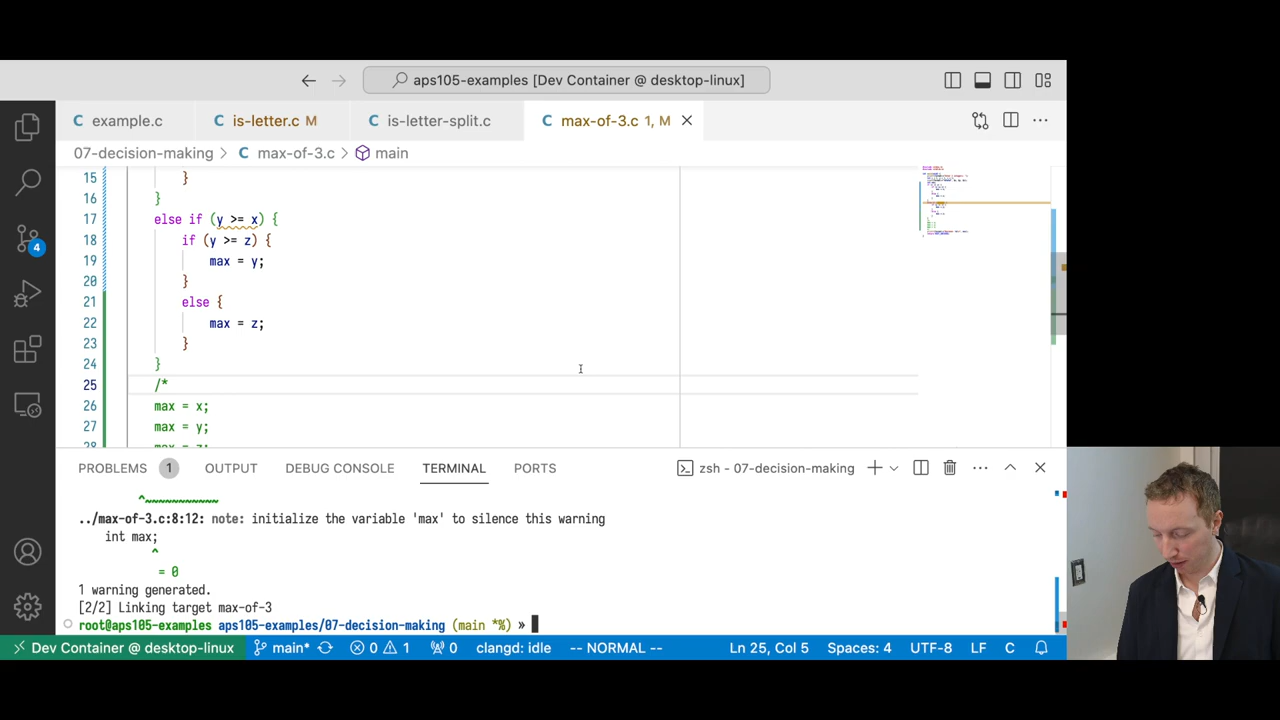 aps105-examples [Dev Container @ desktop-linux]
C example.c
C is-letter.c M
C is-letter-split.c
C max-of-3.c 1, M
07-decision-making > C max-of-3.c > main
15 }
16 }
17 else if (y >= x) {
18 if (y >= z) {
19 max = y;
20 }
21 else {
22 max = z;
23 }
24 }
25 /*
26 max = x;
27 max = y;
28 max = z;
4
PROBLEMS 1 OUTPUT DEBUG CONSOLE TERMINAL PORTS zsh - 07-decision-making
^~~~~~~~~~~~
../max-of-3.c:8:12: note: initialize the variable 'max' to silence this warning
int max;
^
= 0
1 warning generated.
[2/2] Linking target max-of-3
root@aps105-examples aps105-examples/07-decision-making (main *%) »
Dev Container @ desktop-linux main* 0 1 0 clangd: idle -- NORMAL -- Ln 25, Col 5 Spaces: 4 UTF-8 LF C